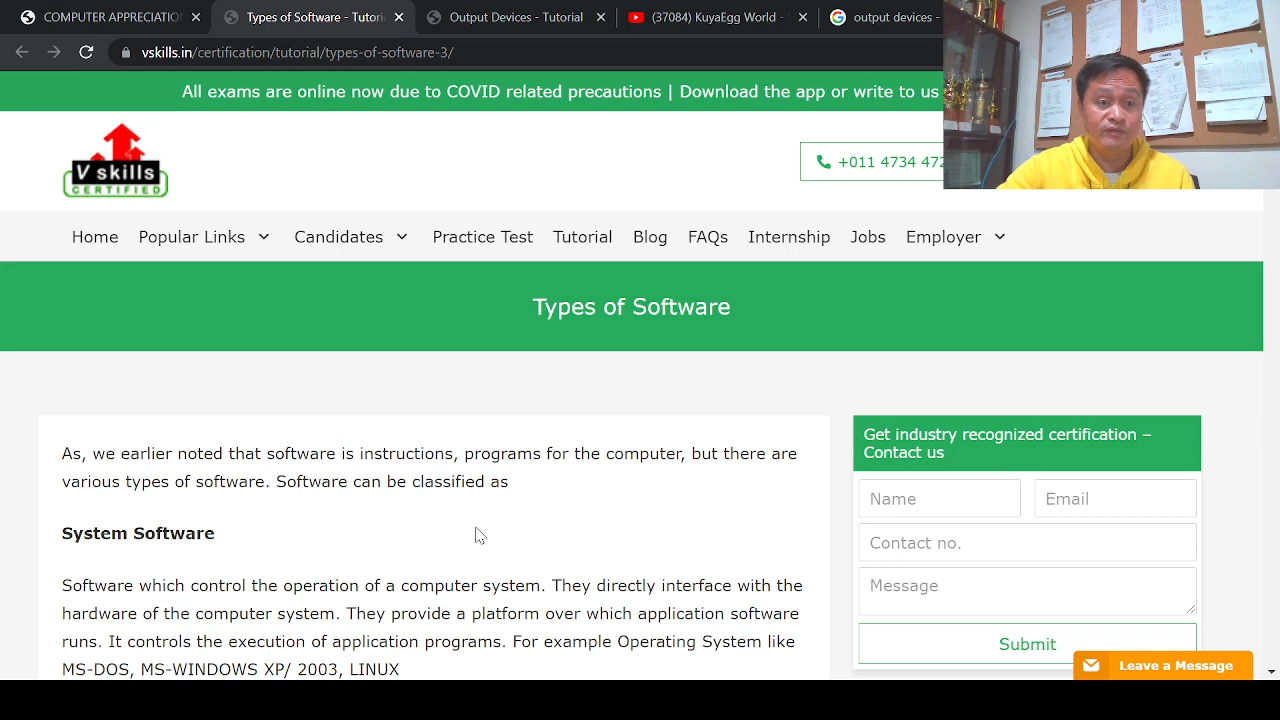 COMPUTER APPRECIATION
Types of Software - Tutoria
Output Devices - Tutorial
(37084) KuyaEgg World -
output devices -
vskills.in/certification/tutorial/types-of-software-3/
All exams are online now due to COVID related precautions | Download the app or write to us
V skills
CERTIFIED
+011 4734 472
Home
Popular Links
Candidates
Practice Test
Tutorial
Blog
FAQs
Internship
Jobs
Employer
Types of Software
As, we earlier noted that software is instructions, programs for the computer, but there are
various types of software. Software can be classified as
System Software
Software which control the operation of a computer system. They directly interface with the
hardware of the computer system. They provide a platform over which application software
runs. It controls the execution of application programs. For example Operating System like
MS-DOS, MS-WINDOWS XP/ 2003, LINUX
Get industry recognized certification –
Contact us
Name
Email
Contact no.
Message
Submit
Leave a Message